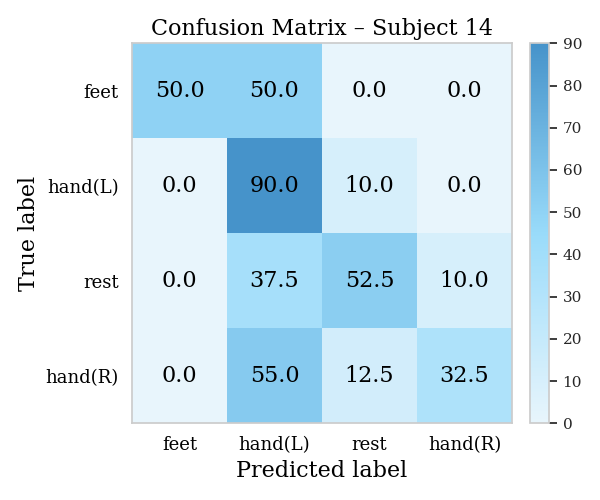 Confusion Matrix – Subject 14
True label
feet 50.0 50.0 0.0 0.0
hand(L) 0.0 90.0 10.0 0.0
rest 0.0 37.5 52.5 10.0
hand(R) 0.0 55.0 12.5 32.5
feet hand(L) rest hand(R)
Predicted label
90
80
70
60
50
40
30
20
10
0